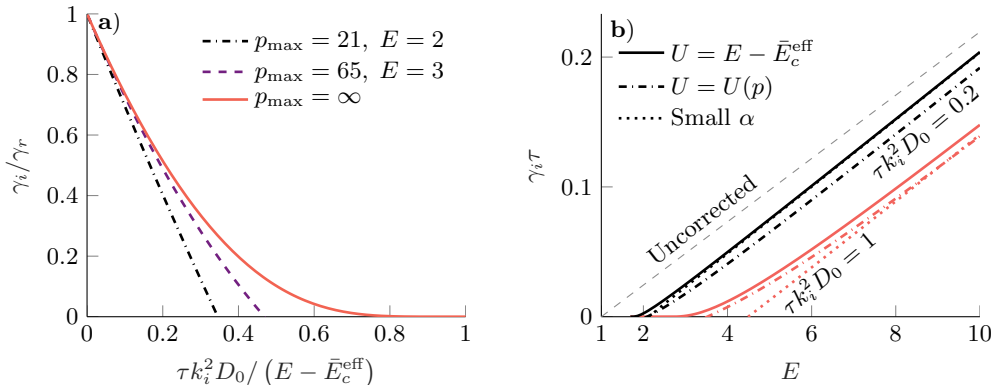 a)
p_max = 21, E = 2
p_max = 65, E = 3
p_max = ∞
1
0.8
0.6
0.4
0.2
0
γ_i/γ_r
0 0.2 0.4 0.6 0.8 1
τk_i^2 D_0/ (E − Ē_c^eff)
b)
U = E − Ē_c^eff
U = U(p)
Small α
0.2
0.1
0
γ_iτ
Uncorrected
τk_i^2 D_0 = 0.2
τk_i^2 D_0 = 1
1 2 4 6 8 10
E